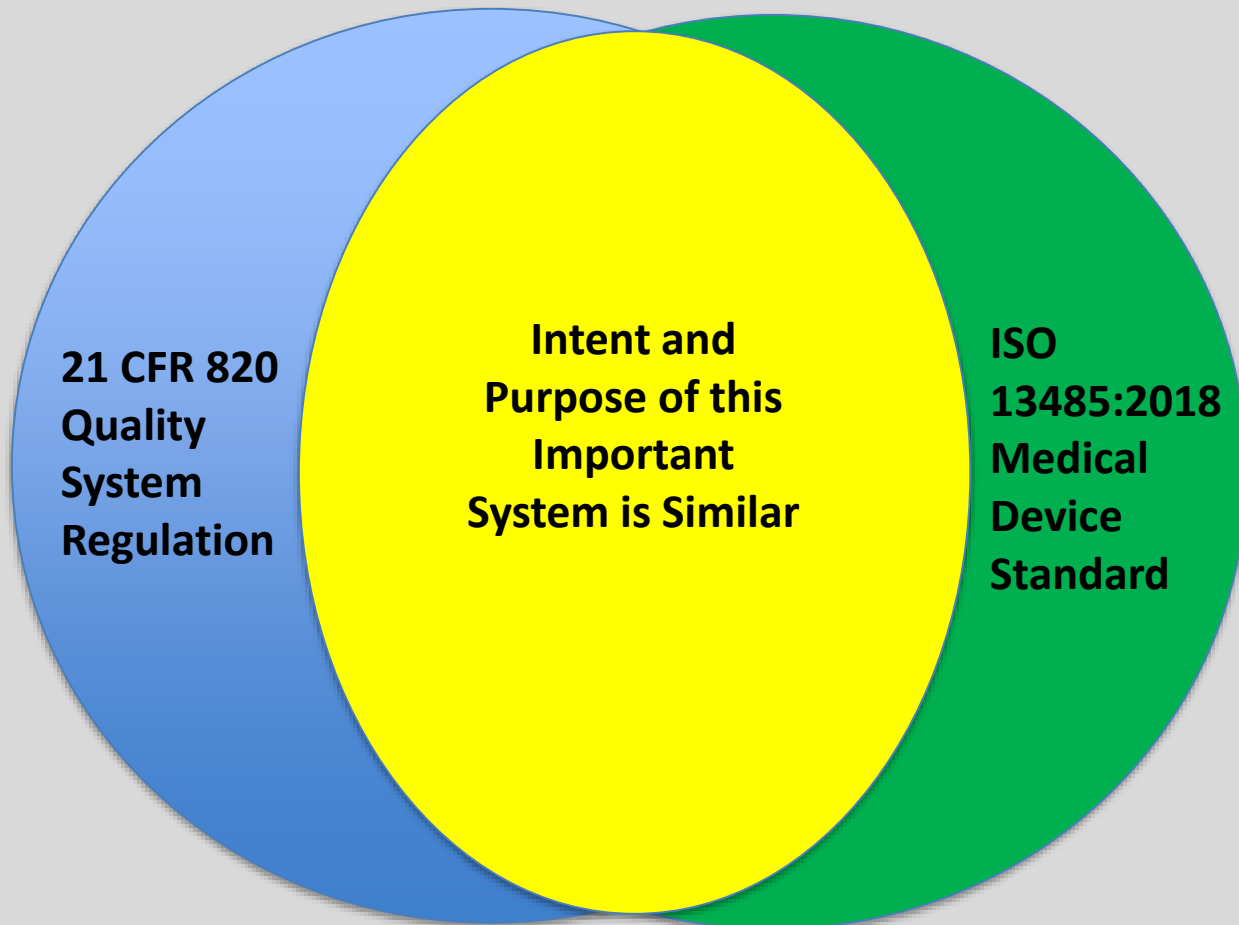 21 CFR 820
Quality
System
Regulation
Intent and
Purpose of this
Important
System is Similar
ISO
13485:2018
Medical
Device
Standard